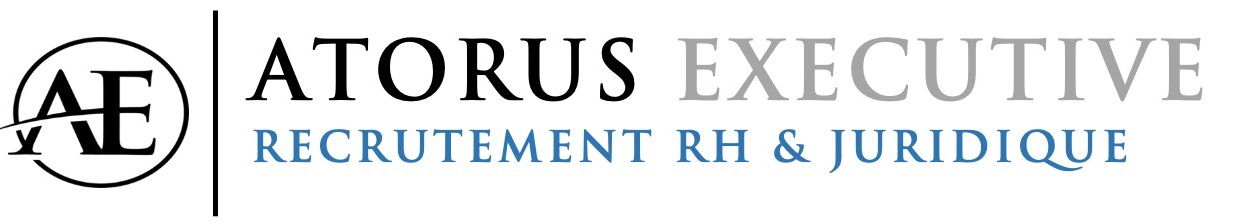 AE
ATORUS EXECUTIVE
RECRUTEMENT RH & JURIDIQUE